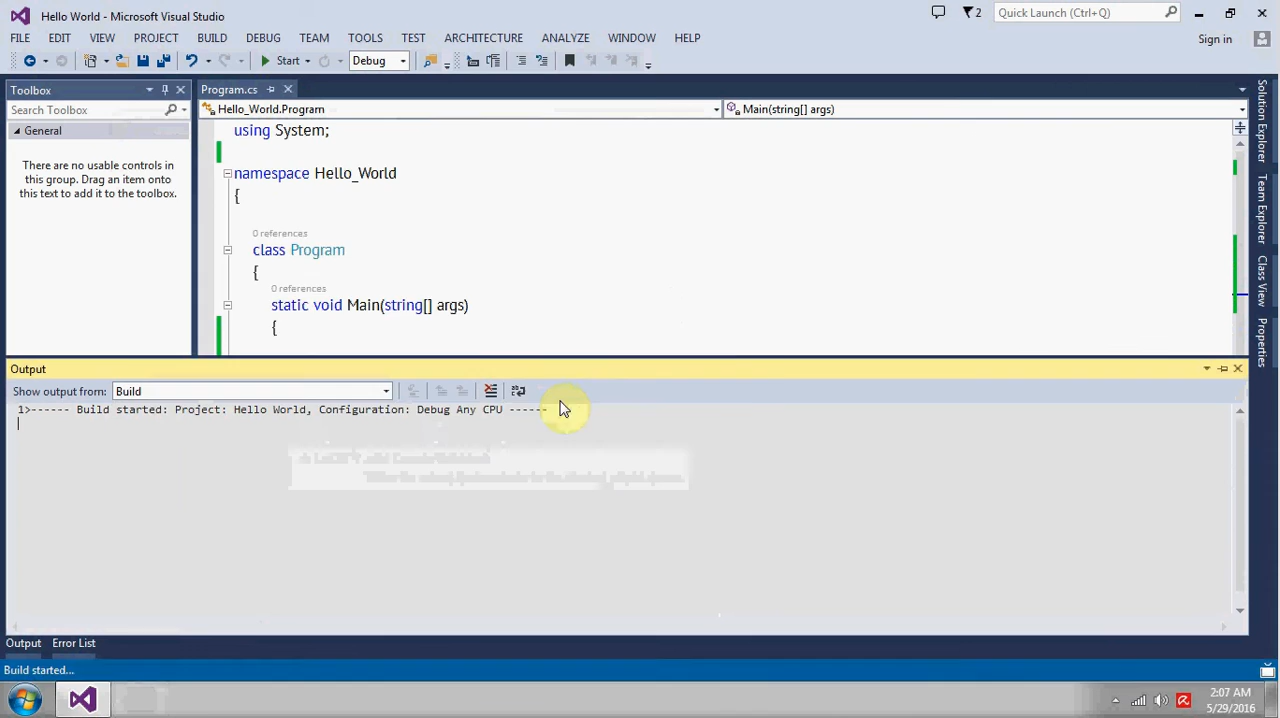 Hello World - Microsoft Visual Studio
2
Quick Launch (Ctrl+Q)
FILE EDIT VIEW PROJECT BUILD DEBUG TEAM TOOLS TEST ARCHITECTURE ANALYZE WINDOW HELP
Sign in
Start
Debug
Toolbox
Program.cs
Search Toolbox
Hello_World.Program
Main(string[] args)
General
There are no usable controls in
this group. Drag an item onto
this text to add it to the toolbox.
using System;
namespace Hello_World
{
0 references
class Program
{
0 references
static void Main(string[] args)
{
Solution Explorer
Team Explorer
Class View
Properties
Output
Show output from:
Build
1>------ Build started: Project: Hello World, Configuration: Debug Any CPU ------
Output
Error List
Build started...
2:07 AM
5/29/2016